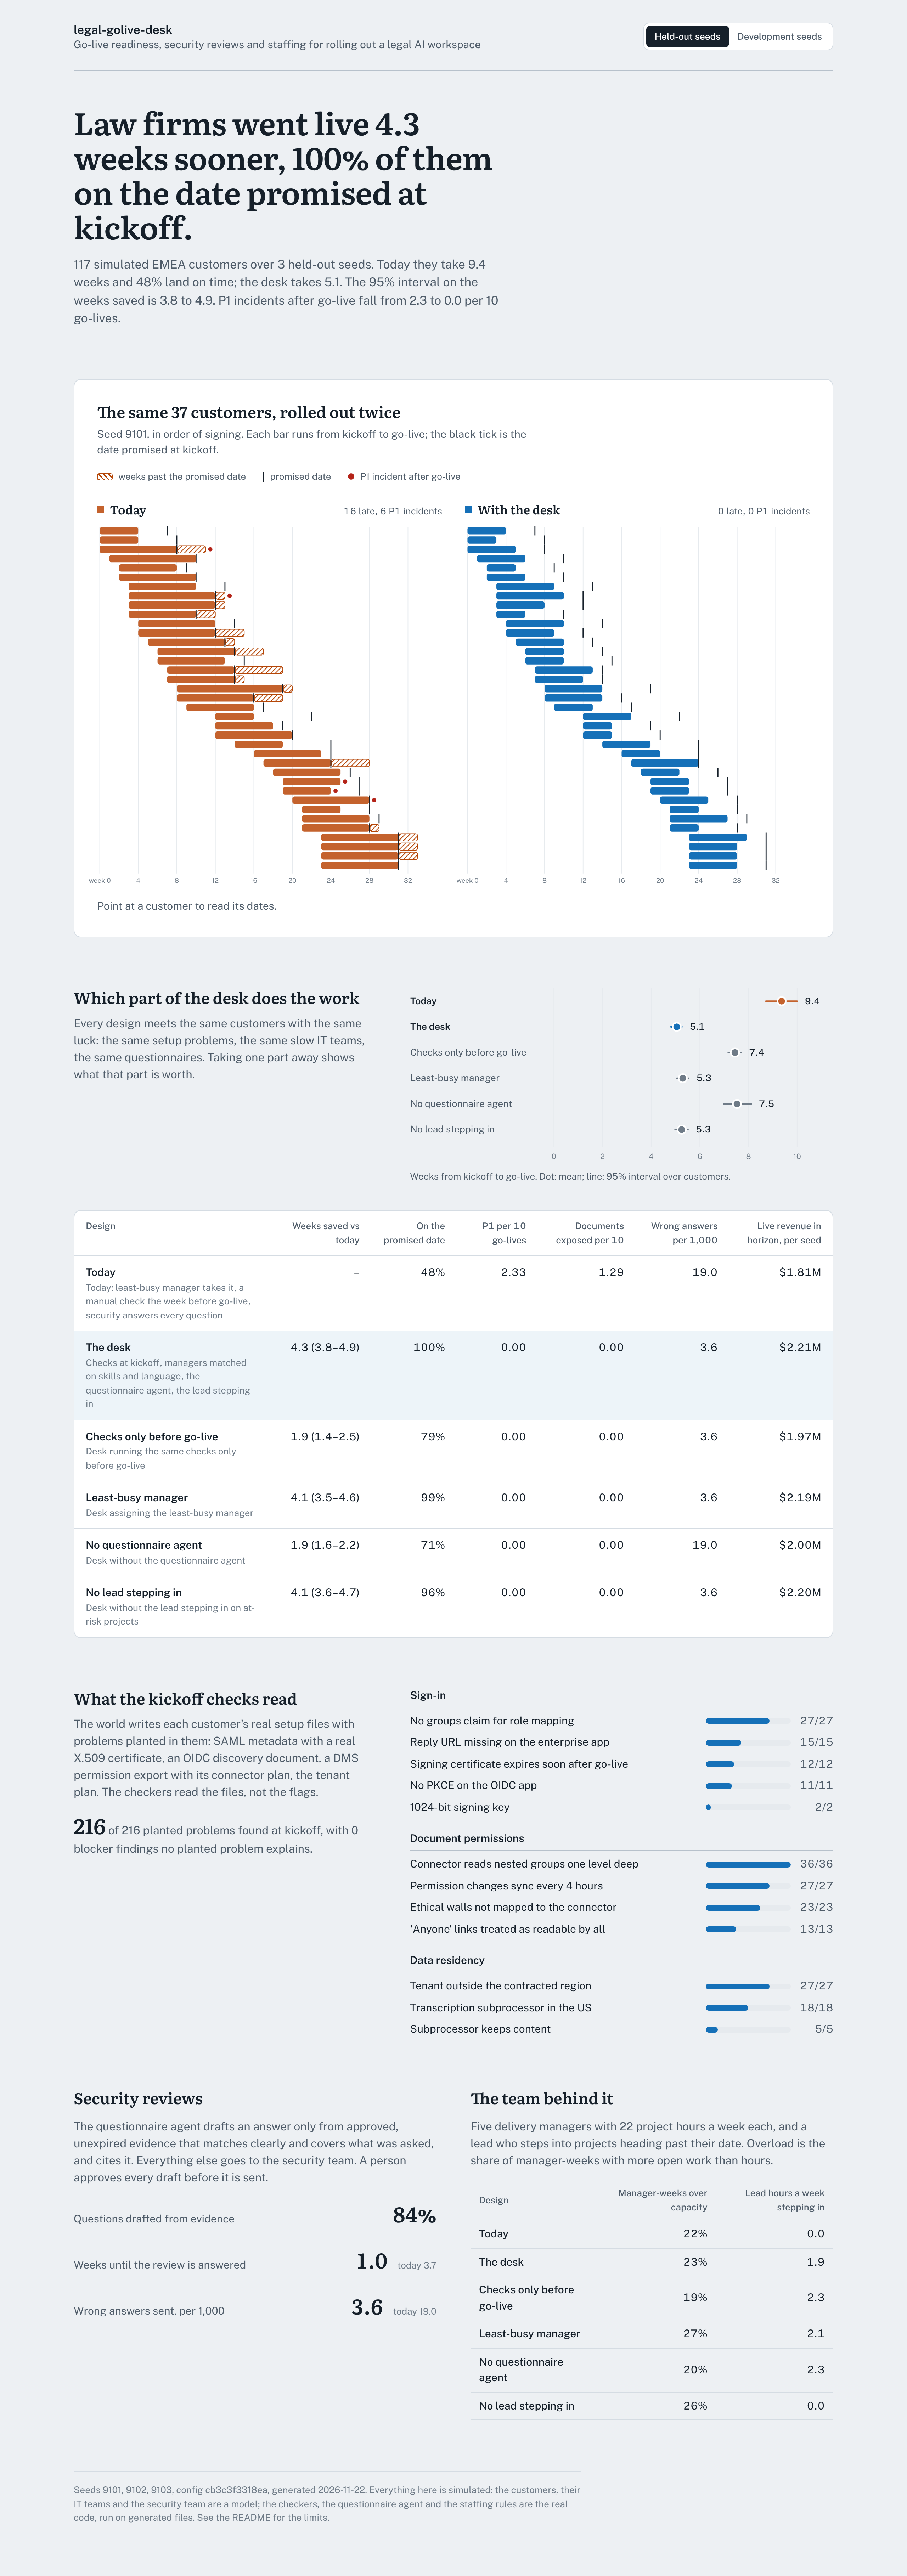 legal-golive-desk
Go-live readiness, security reviews and staffing for rolling out a legal AI workspace
Held-out seeds
Development seeds
Law firms went live 4.3
weeks sooner, 100% of them
on the date promised at
kickoff.
117 simulated EMEA customers over 3 held-out seeds. Today they take 9.4
weeks and 48% land on time; the desk takes 5.1. The 95% interval on the
weeks saved is 3.8 to 4.9. P1 incidents after go-live fall from 2.3 to 0.0 per 10
go-lives.
The same 37 customers, rolled out twice
Seed 9101, in order of signing. Each bar runs from kickoff to go-live; the black tick is the
date promised at kickoff.
weeks past the promised date
promised date
P1 incident after go-live
Today
16 late, 6 P1 incidents
With the desk
0 late, 0 P1 incidents
week 0 4 8 12 16 20 24 28 32
week 0 4 8 12 16 20 24 28 32
Point at a customer to read its dates.
Which part of the desk does the work
Every design meets the same customers with the same
luck: the same setup problems, the same slow IT teams,
the same questionnaires. Taking one part away shows
what that part is worth.
Today 9.4
The desk 5.1
Checks only before go-live 7.4
Least-busy manager 5.3
No questionnaire agent 7.5
No lead stepping in 5.3
0 2 4 6 8 10
Weeks from kickoff to go-live. Dot: mean; line: 95% interval over customers.
Design
Weeks saved vs
today
On the
promised date
P1 per 10
go-lives
Documents
exposed per 10
Wrong answers
per 1,000
Live revenue in
horizon, per seed
Today – 48% 2.33 1.29 19.0 $1.81M
Today: least-busy manager takes it, a
manual check the week before go-live,
security answers every question
The desk 4.3 (3.8–4.9) 100% 0.00 0.00 3.6 $2.21M
Checks at kickoff, managers matched
on skills and language, the
questionnaire agent, the lead stepping
in
Checks only before go-live 1.9 (1.4–2.5) 79% 0.00 0.00 3.6 $1.97M
Desk running the same checks only
before go-live
Least-busy manager 4.1 (3.5–4.6) 99% 0.00 0.00 3.6 $2.19M
Desk assigning the least-busy manager
No questionnaire agent 1.9 (1.6–2.2) 71% 0.00 0.00 19.0 $2.00M
Desk without the questionnaire agent
No lead stepping in 4.1 (3.6–4.7) 96% 0.00 0.00 3.6 $2.20M
Desk without the lead stepping in on at-
risk projects
What the kickoff checks read
The world writes each customer's real setup files with
problems planted in them: SAML metadata with a real
X.509 certificate, an OIDC discovery document, a DMS
permission export with its connector plan, the tenant
plan. The checkers read the files, not the flags.
216 of 216 planted problems found at kickoff, with 0
blocker findings no planted problem explains.
Sign-in
No groups claim for role mapping 27/27
Reply URL missing on the enterprise app 15/15
Signing certificate expires soon after go-live 12/12
No PKCE on the OIDC app 11/11
1024-bit signing key 2/2
Document permissions
Connector reads nested groups one level deep 36/36
Permission changes sync every 4 hours 27/27
Ethical walls not mapped to the connector 23/23
'Anyone' links treated as readable by all 13/13
Data residency
Tenant outside the contracted region 27/27
Transcription subprocessor in the US 18/18
Subprocessor keeps content 5/5
Security reviews
The questionnaire agent drafts an answer only from approved,
unexpired evidence that matches clearly and covers what was asked,
and cites it. Everything else goes to the security team. A person
approves every draft before it is sent.
Questions drafted from evidence 84%
Weeks until the review is answered 1.0 today 3.7
Wrong answers sent, per 1,000 3.6 today 19.0
The team behind it
Five delivery managers with 22 project hours a week each, and a
lead who steps into projects heading past their date. Overload is the
share of manager-weeks with more open work than hours.
Design
Manager-weeks over
capacity
Lead hours a week
stepping in
Today 22% 0.0
The desk 23% 1.9
Checks only before
go-live 19% 2.3
Least-busy manager 27% 2.1
No questionnaire
agent 20% 2.3
No lead stepping in 26% 0.0
Seeds 9101, 9102, 9103, config cb3c3f3318ea, generated 2026-11-22. Everything here is simulated: the customers, their
IT teams and the security team are a model; the checkers, the questionnaire agent and the staffing rules are the real
code, run on generated files. See the README for the limits.